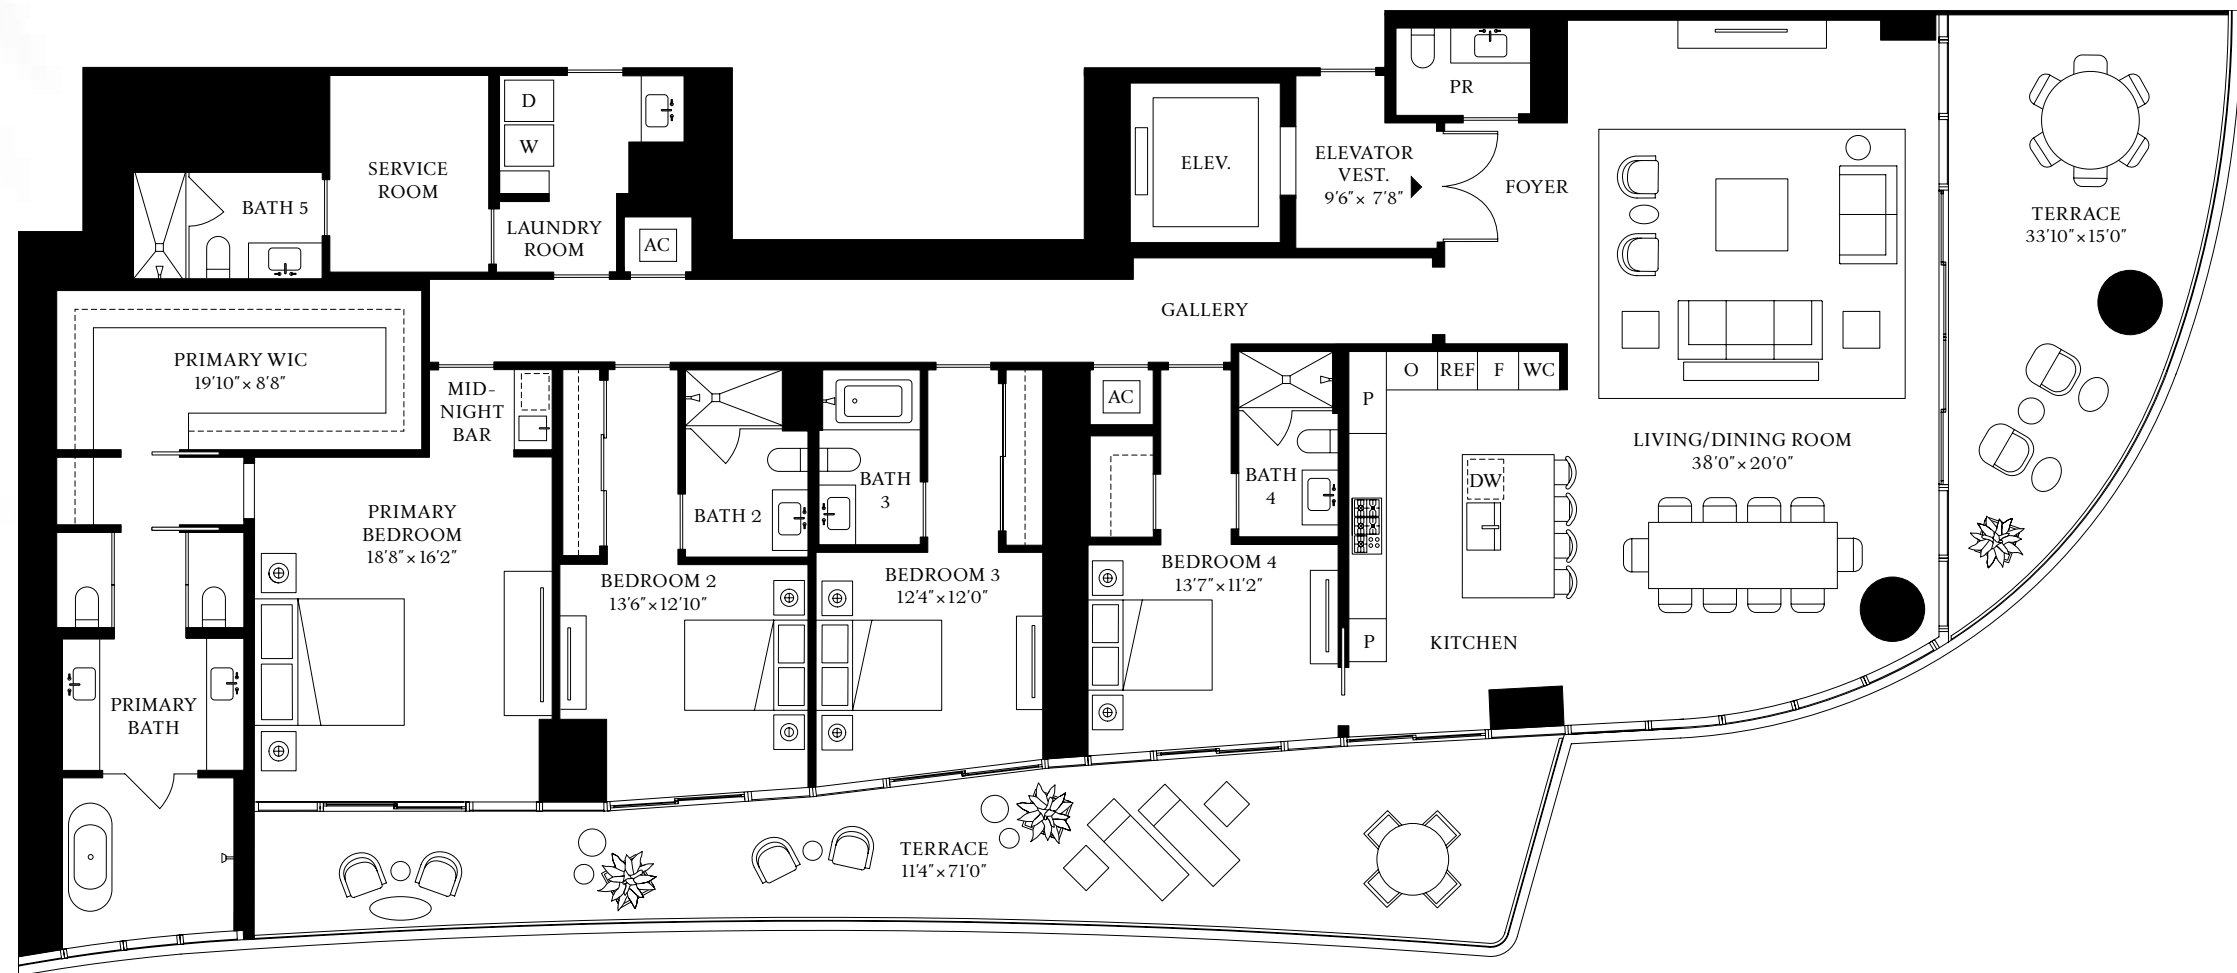 PR
D
W
SERVICE
ROOM
BATH 5
LAUNDRY
ROOM
AC
ELEV.
ELEVATOR
VEST.
9'6"× 7'8"
FOYER
TERRACE
33'10"×15'0"
GALLERY
PRIMARY WIC
19'10"× 8'8"
MID-
NIGHT
BAR
AC
P
O
REF
F
WC
LIVING/DINING ROOM
38'0"×20'0"
DW
PRIMARY
BEDROOM
18'8"×16'2"
BATH 2
BATH
3
BATH
4
BEDROOM 2
13'6"×12'10"
BEDROOM 3
12'4"×12'0"
BEDROOM 4
13'7"×11'2"
P
KITCHEN
PRIMARY
BATH
TERRACE
11'4"×71'0"